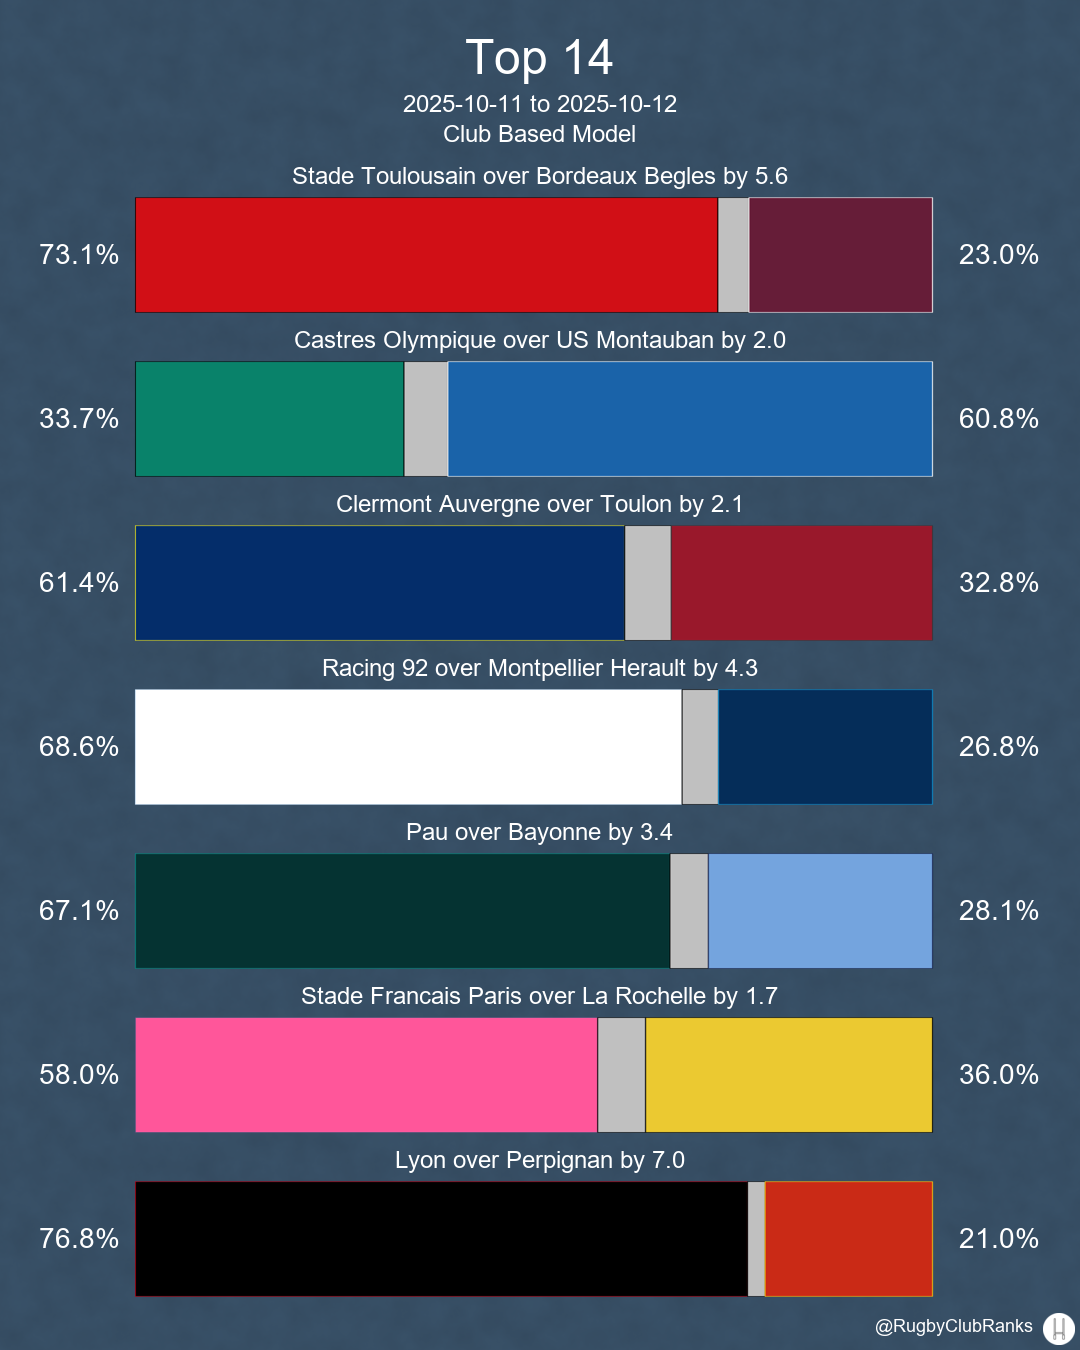 Top 14
2025-10-11 to 2025-10-12
Club Based Model
Stade Toulousain over Bordeaux Begles by 5.6
73.1% 23.0%
Castres Olympique over US Montauban by 2.0
33.7% 60.8%
Clermont Auvergne over Toulon by 2.1
61.4% 32.8%
Racing 92 over Montpellier Herault by 4.3
68.6% 26.8%
Pau over Bayonne by 3.4
67.1% 28.1%
Stade Francais Paris over La Rochelle by 1.7
58.0% 36.0%
Lyon over Perpignan by 7.0
76.8% 21.0%
@RugbyClubRanks